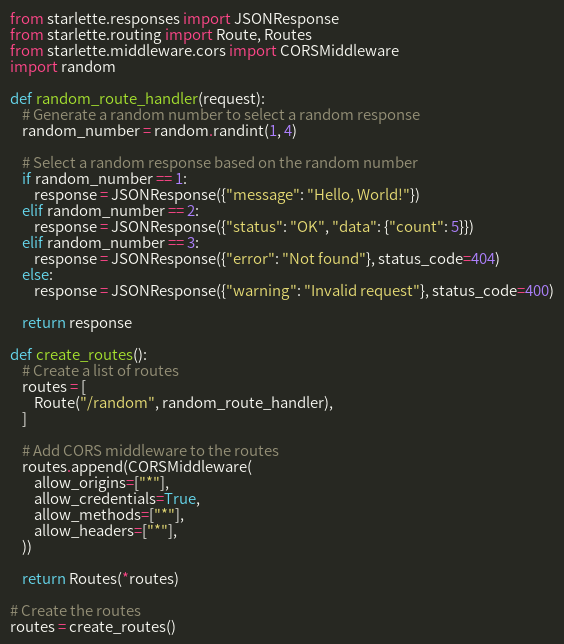 from starlette.responses import JSONResponse
from starlette.routing import Route, Routes
from starlette.middleware.cors import CORSMiddleware
import random

def random_route_handler(request):
    # Generate a random number to select a random response
    random_number = random.randint(1, 4)

    # Select a random response based on the random number
    if random_number == 1:
        response = JSONResponse({"message": "Hello, World!"})
    elif random_number == 2:
        response = JSONResponse({"status": "OK", "data": {"count": 5}})
    elif random_number == 3:
        response = JSONResponse({"error": "Not found"}, status_code=404)
    else:
        response = JSONResponse({"warning": "Invalid request"}, status_code=400)

    return response

def create_routes():
    # Create a list of routes
    routes = [
        Route("/random", random_route_handler),
    ]

    # Add CORS middleware to the routes
    routes.append(CORSMiddleware(
        allow_origins=["*"],
        allow_credentials=True,
        allow_methods=["*"],
        allow_headers=["*"],
    ))

    return Routes(*routes)

# Create the routes
routes = create_routes()